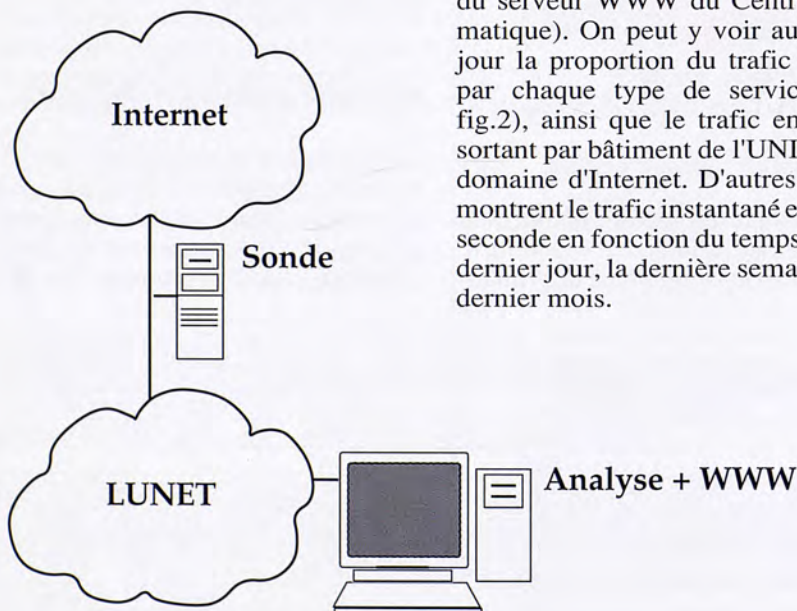 du serveur WWW du Centr
matique). On peut y voir au
jour la proportion du trafic
par chaque type de servic
fig.2), ainsi que le trafic en
sortant par bâtiment de l'UNI
domaine d'Internet. D'autres
montrent le trafic instantané e
seconde en fonction du temps
dernier jour, la dernière sema
dernier mois.
Internet
Sonde
LUNET
Analyse + WWW